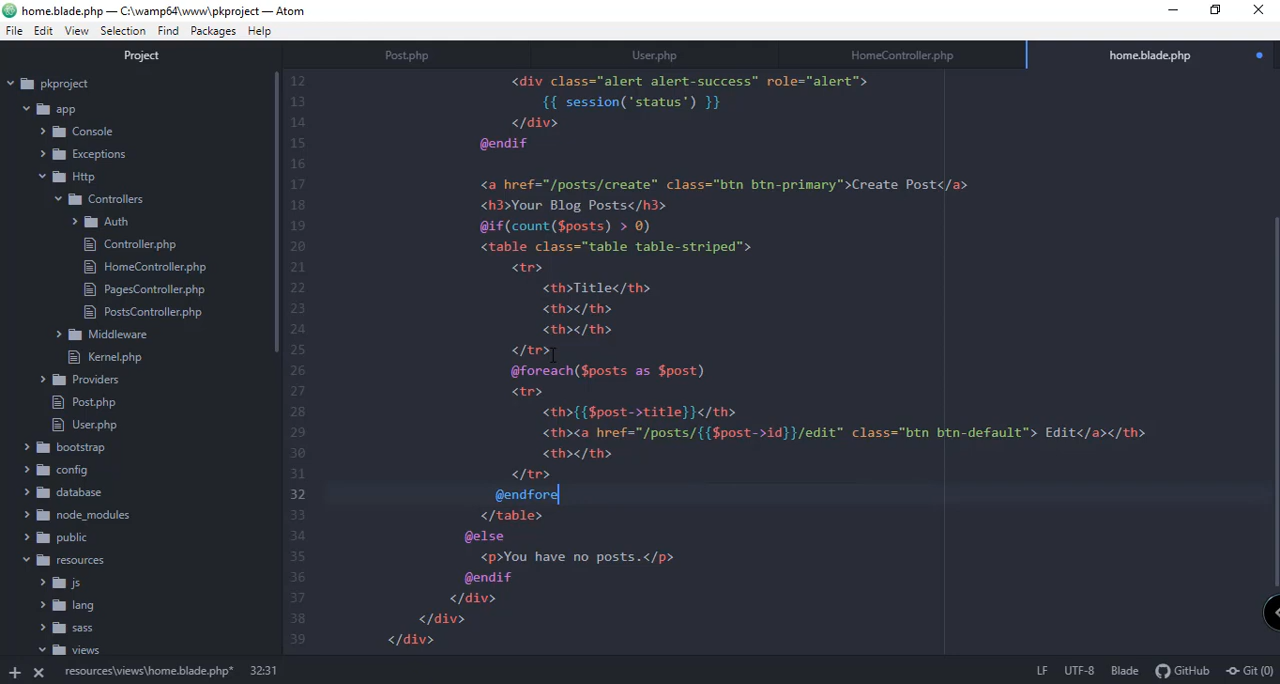 home.blade.php — C:\wamp64\www\pkproject — Atom
File Edit View Selection Find Packages Help
Project
Post.php User.php HomeController.php home.blade.php
pkproject
app
Console
Exceptions
Http
Controllers
Auth
Controller.php
HomeController.php
PagesController.php
PostsController.php
Middleware
Kernel.php
Providers
Post.php
User.php
bootstrap
config
database
node_modules
public
resources
js
lang
sass
views
12 <div class="alert alert-success" role="alert">
13 {{ session('status') }}
14 </div>
15 @endif
16
17 <a href="/posts/create" class="btn btn-primary">Create Post</a>
18 <h3>Your Blog Posts</h3>
19 @if(count($posts) > 0)
20 <table class="table table-striped">
21 <tr>
22 <th>Title</th>
23 <th></th>
24 <th></th>
25 </tr>
26 @foreach($posts as $post)
27 <tr>
28 <th>{{$post->title}}</th>
29 <th><a href="/posts/{{$post->id}}/edit" class="btn btn-default"> Edit</a></th>
30 <th></th>
31 </tr>
32 @endfore
33 </table>
34 @else
35 <p>You have no posts.</p>
36 @endif
37 </div>
38 </div>
39 </div>
resources\views\home.blade.php* 32:31 LF UTF-8 Blade GitHub Git (0)